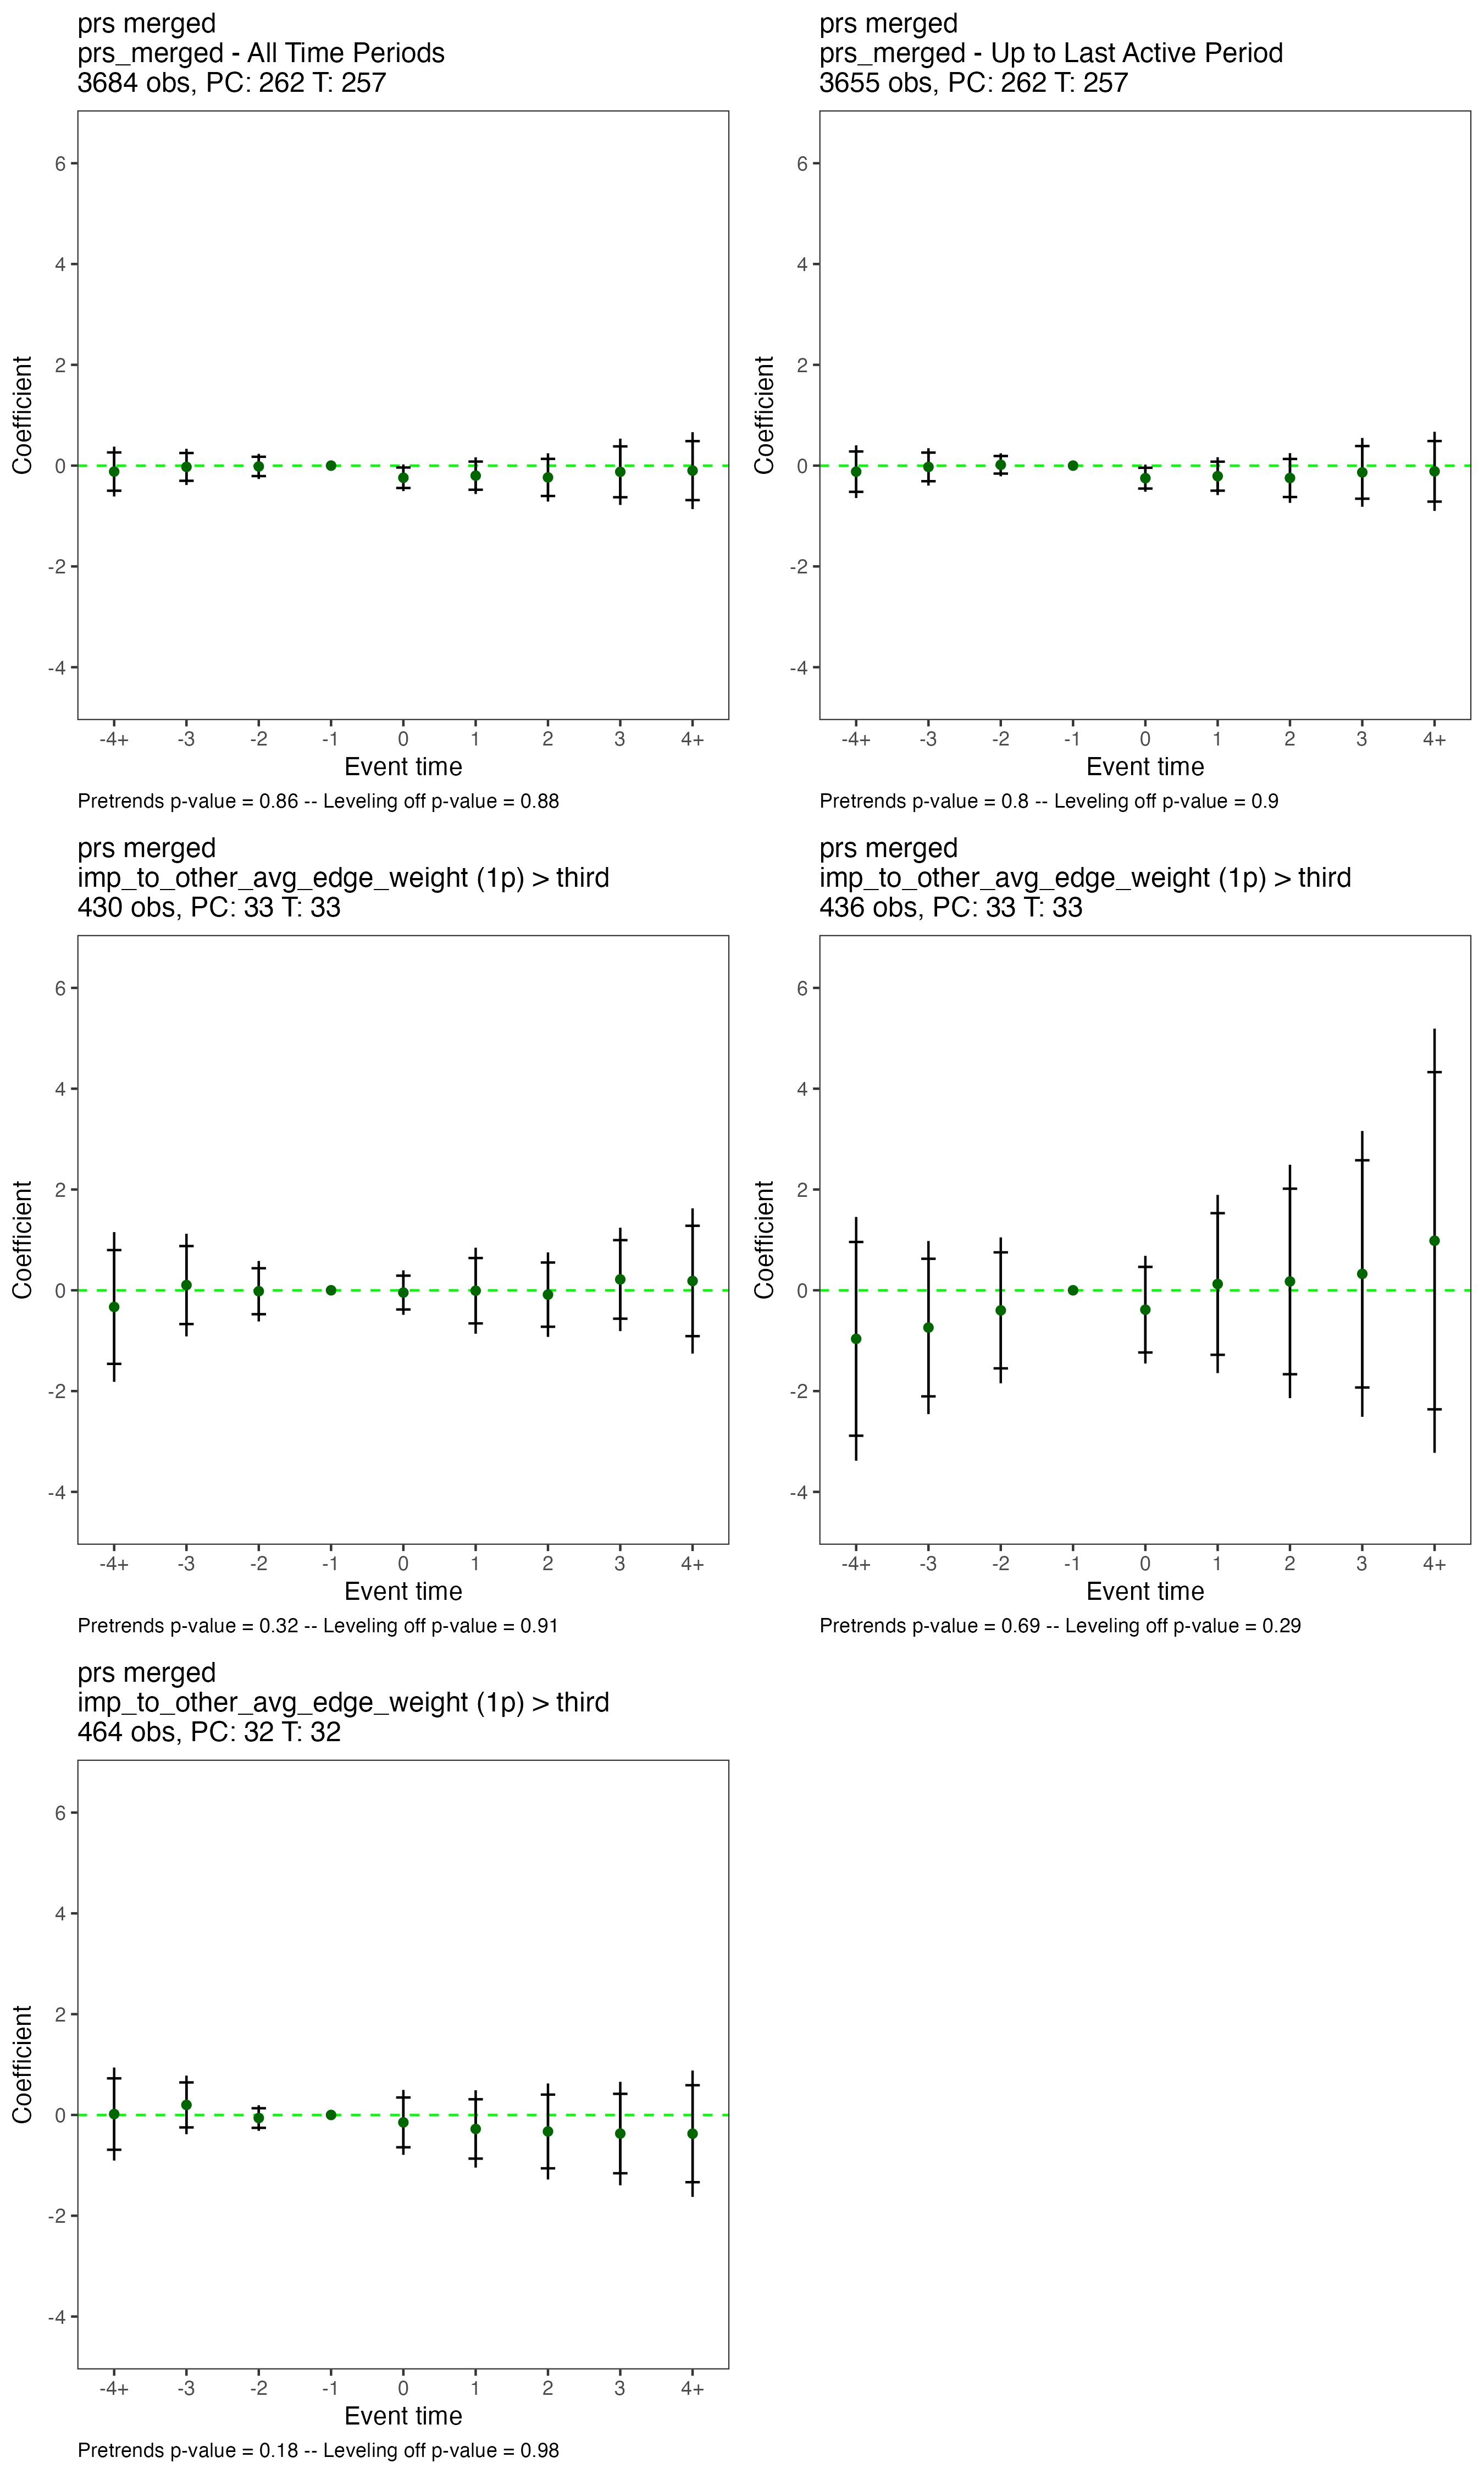 prs merged
prs_merged - All Time Periods
3684 obs, PC: 262 T: 257
6
4
2
0
-2
-4
Coefficient
-4+ -3 -2 -1 0 1 2 3 4+
Event time
Pretrends p-value = 0.86 -- Leveling off p-value = 0.88
prs merged
prs_merged - Up to Last Active Period
3655 obs, PC: 262 T: 257
6
4
2
0
-2
-4
Coefficient
-4+ -3 -2 -1 0 1 2 3 4+
Event time
Pretrends p-value = 0.8 -- Leveling off p-value = 0.9
prs merged
imp_to_other_avg_edge_weight (1p) > third
430 obs, PC: 33 T: 33
6
4
2
0
-2
-4
Coefficient
-4+ -3 -2 -1 0 1 2 3 4+
Event time
Pretrends p-value = 0.32 -- Leveling off p-value = 0.91
prs merged
imp_to_other_avg_edge_weight (1p) > third
436 obs, PC: 33 T: 33
6
4
2
0
-2
-4
Coefficient
-4+ -3 -2 -1 0 1 2 3 4+
Event time
Pretrends p-value = 0.69 -- Leveling off p-value = 0.29
prs merged
imp_to_other_avg_edge_weight (1p) > third
464 obs, PC: 32 T: 32
6
4
2
0
-2
-4
Coefficient
-4+ -3 -2 -1 0 1 2 3 4+
Event time
Pretrends p-value = 0.18 -- Leveling off p-value = 0.98